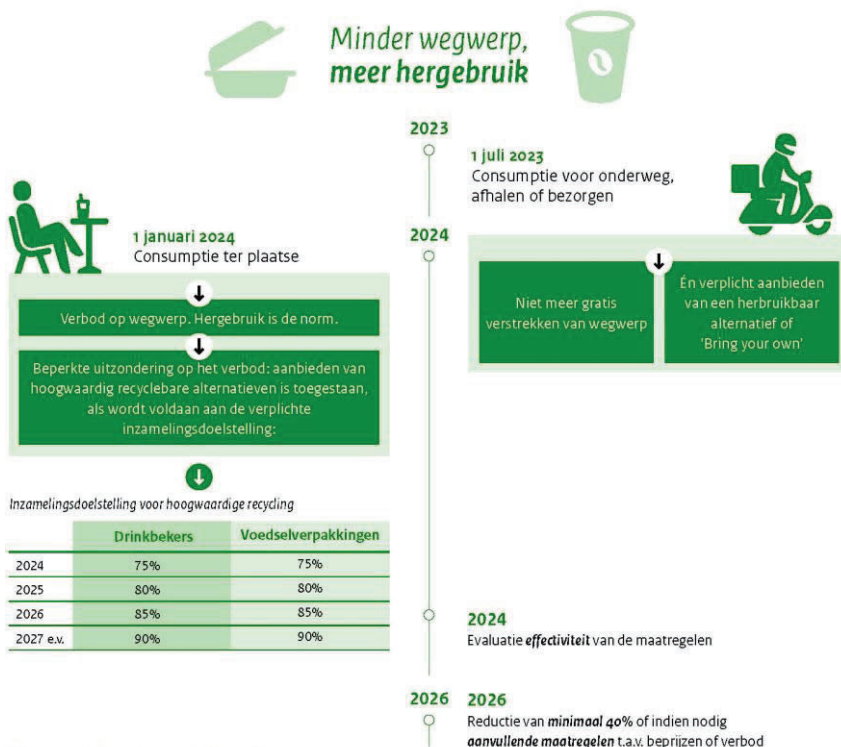 Minder wegwerp,
meer hergebruik
2023
1 juli 2023
Consumptie voor onderweg,
afhalen of bezorgen
2024
Niet meer gratis
verstrekken van wegwerp
Én verplicht aanbieden
van een herbruikbaar
alternatief of
'Bring your own'
1 januari 2024
Consumptie ter plaatse
Verbod op wegwerp. Hergebruik is de norm.
Beperkte uitzondering op het verbod: aanbieden van
hoogwaardig recyclebare alternatieven is toegestaan,
als wordt voldaan aan de verplichte
inzamelingsdoelstelling:
Inzamelingsdoelstelling voor hoogwaardige recycling
Drinkbekers Voedselverpakkingen
2024 75% 75%
2025 80% 80%
2026 85% 85%
2027 e.v. 90% 90%
2024
Evaluatie effectiviteit van de maatregelen
2026 2026
Reductie van minimaal 40% of indien nodig
aanvullende maatregelen t.a.v. beprijzen of verbod